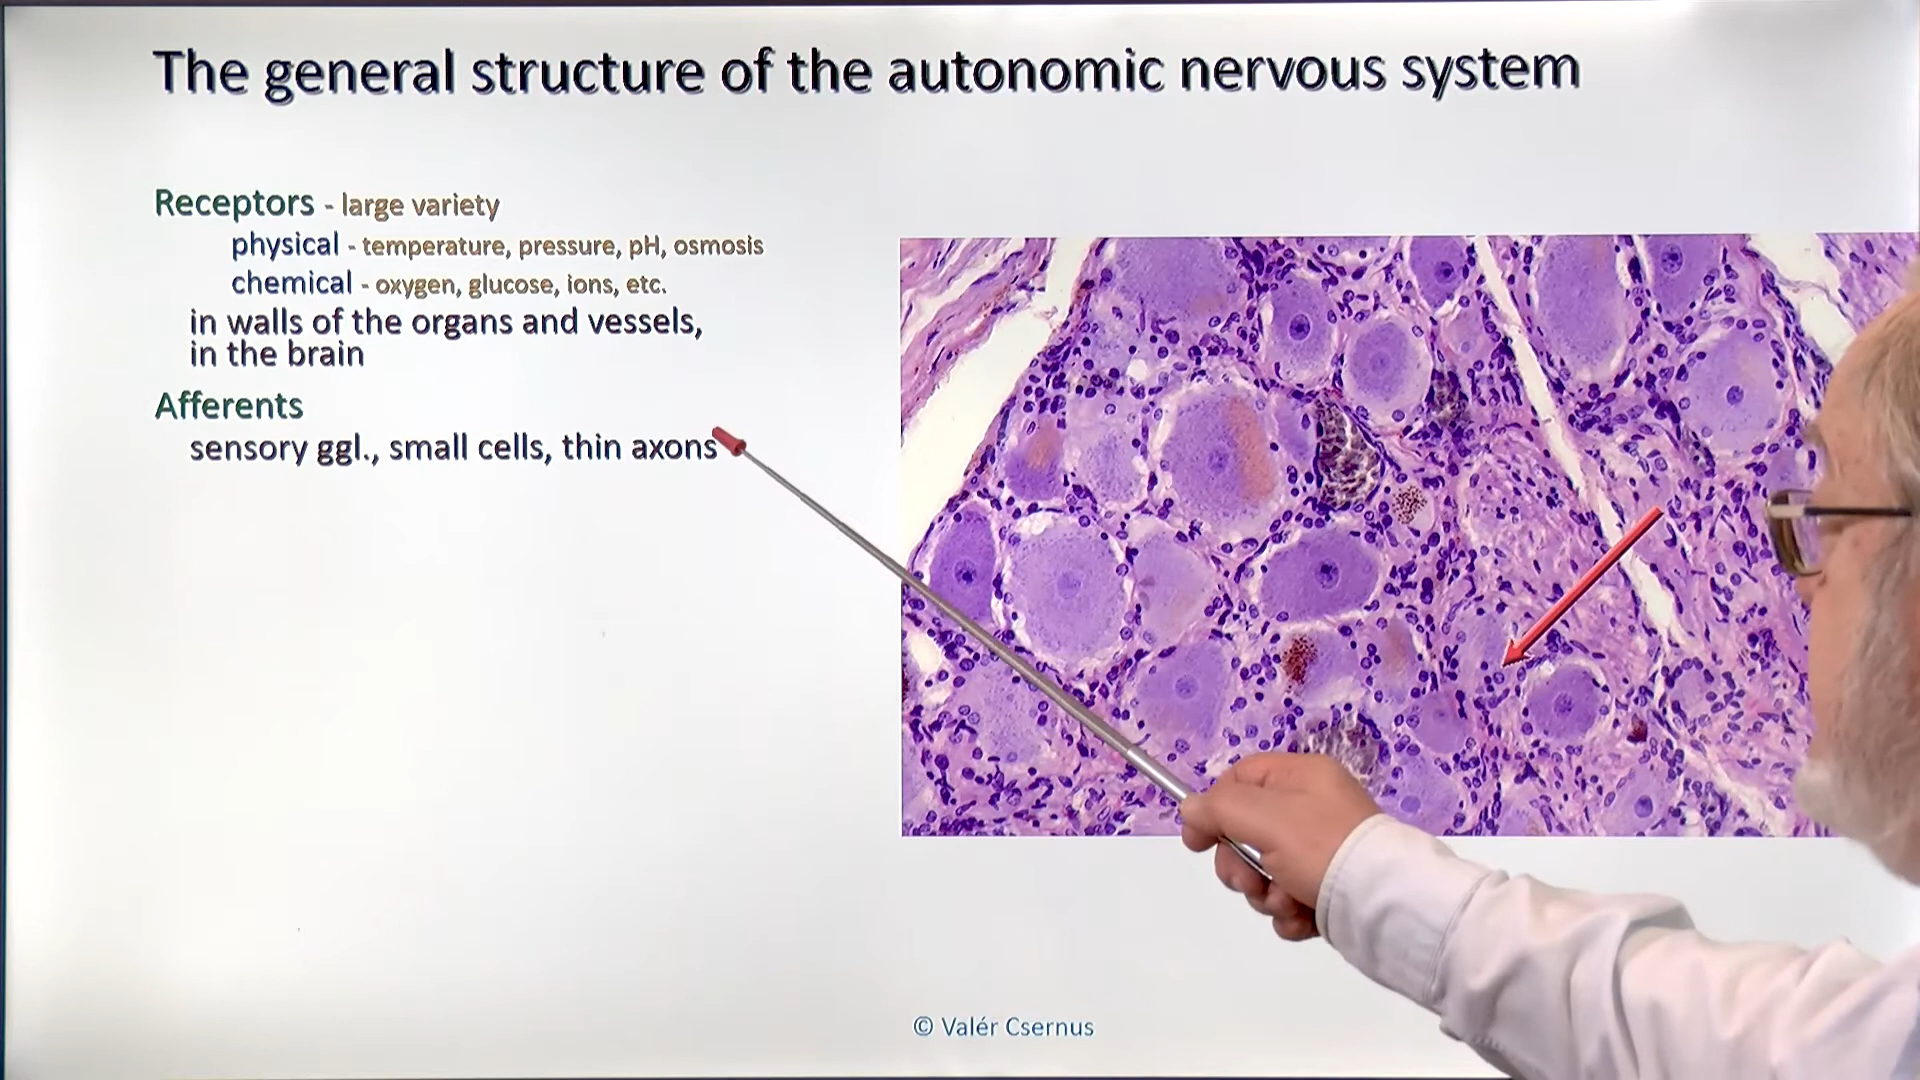 The general structure of the autonomic nervous system
Receptors - large variety
physical - temperature, pressure, pH, osmosis
chemical - oxygen, glucose, ions, etc.
in walls of the organs and vessels,
in the brain
Afferents
sensory ggl., small cells, thin axons
© Valér Csernus